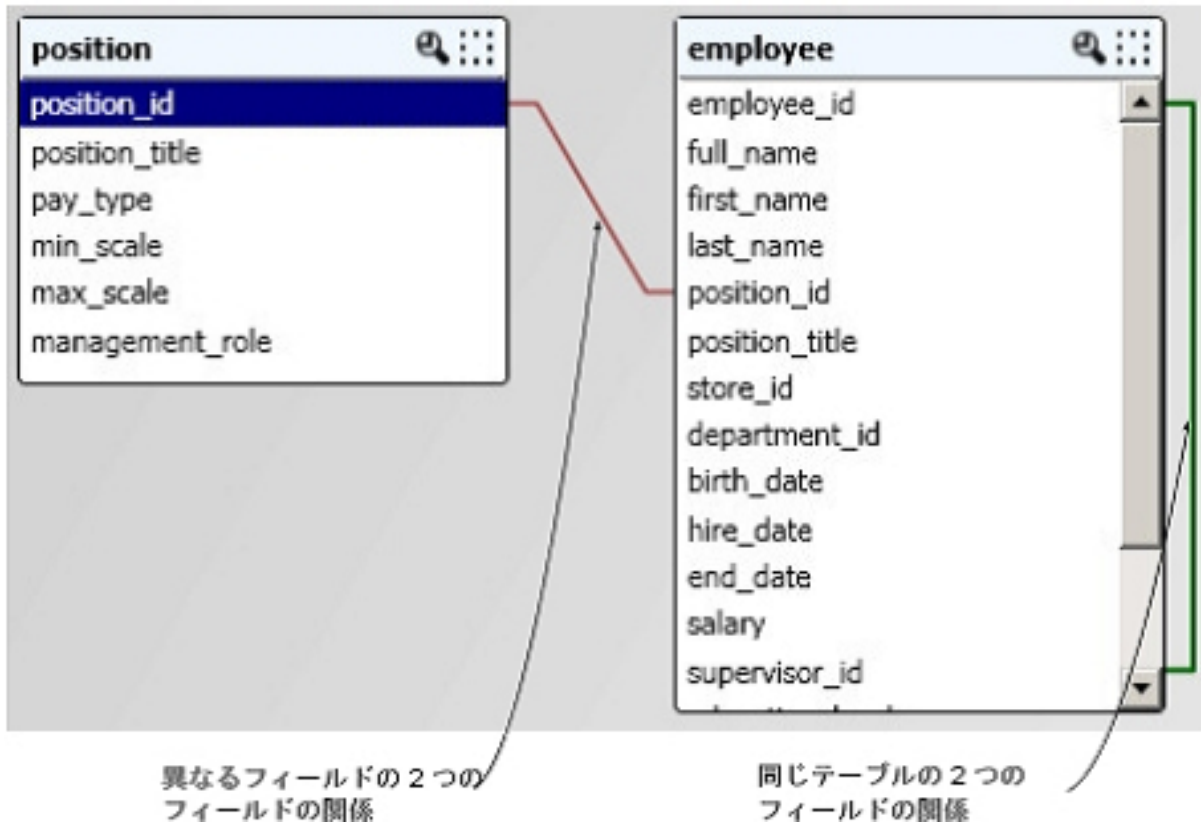 position
position_id
position_title
pay_type
min_scale
max_scale
management_role
employee
employee_id
full_name
first_name
last_name
position_id
position_title
store_id
department_id
birth_date
hire_date
end_date
salary
supervisor_id
異なるフィールドの２つの
フィールドの関係
同じテーブルの２つの
フィールドの関係